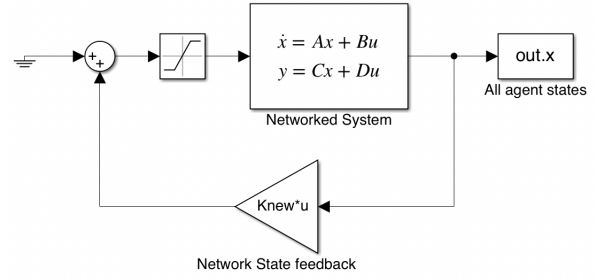 +
+
ẋ = Ax + Bu
y = Cx + Du
out.x
All agent states
Networked System
Knew*u
Network State feedback